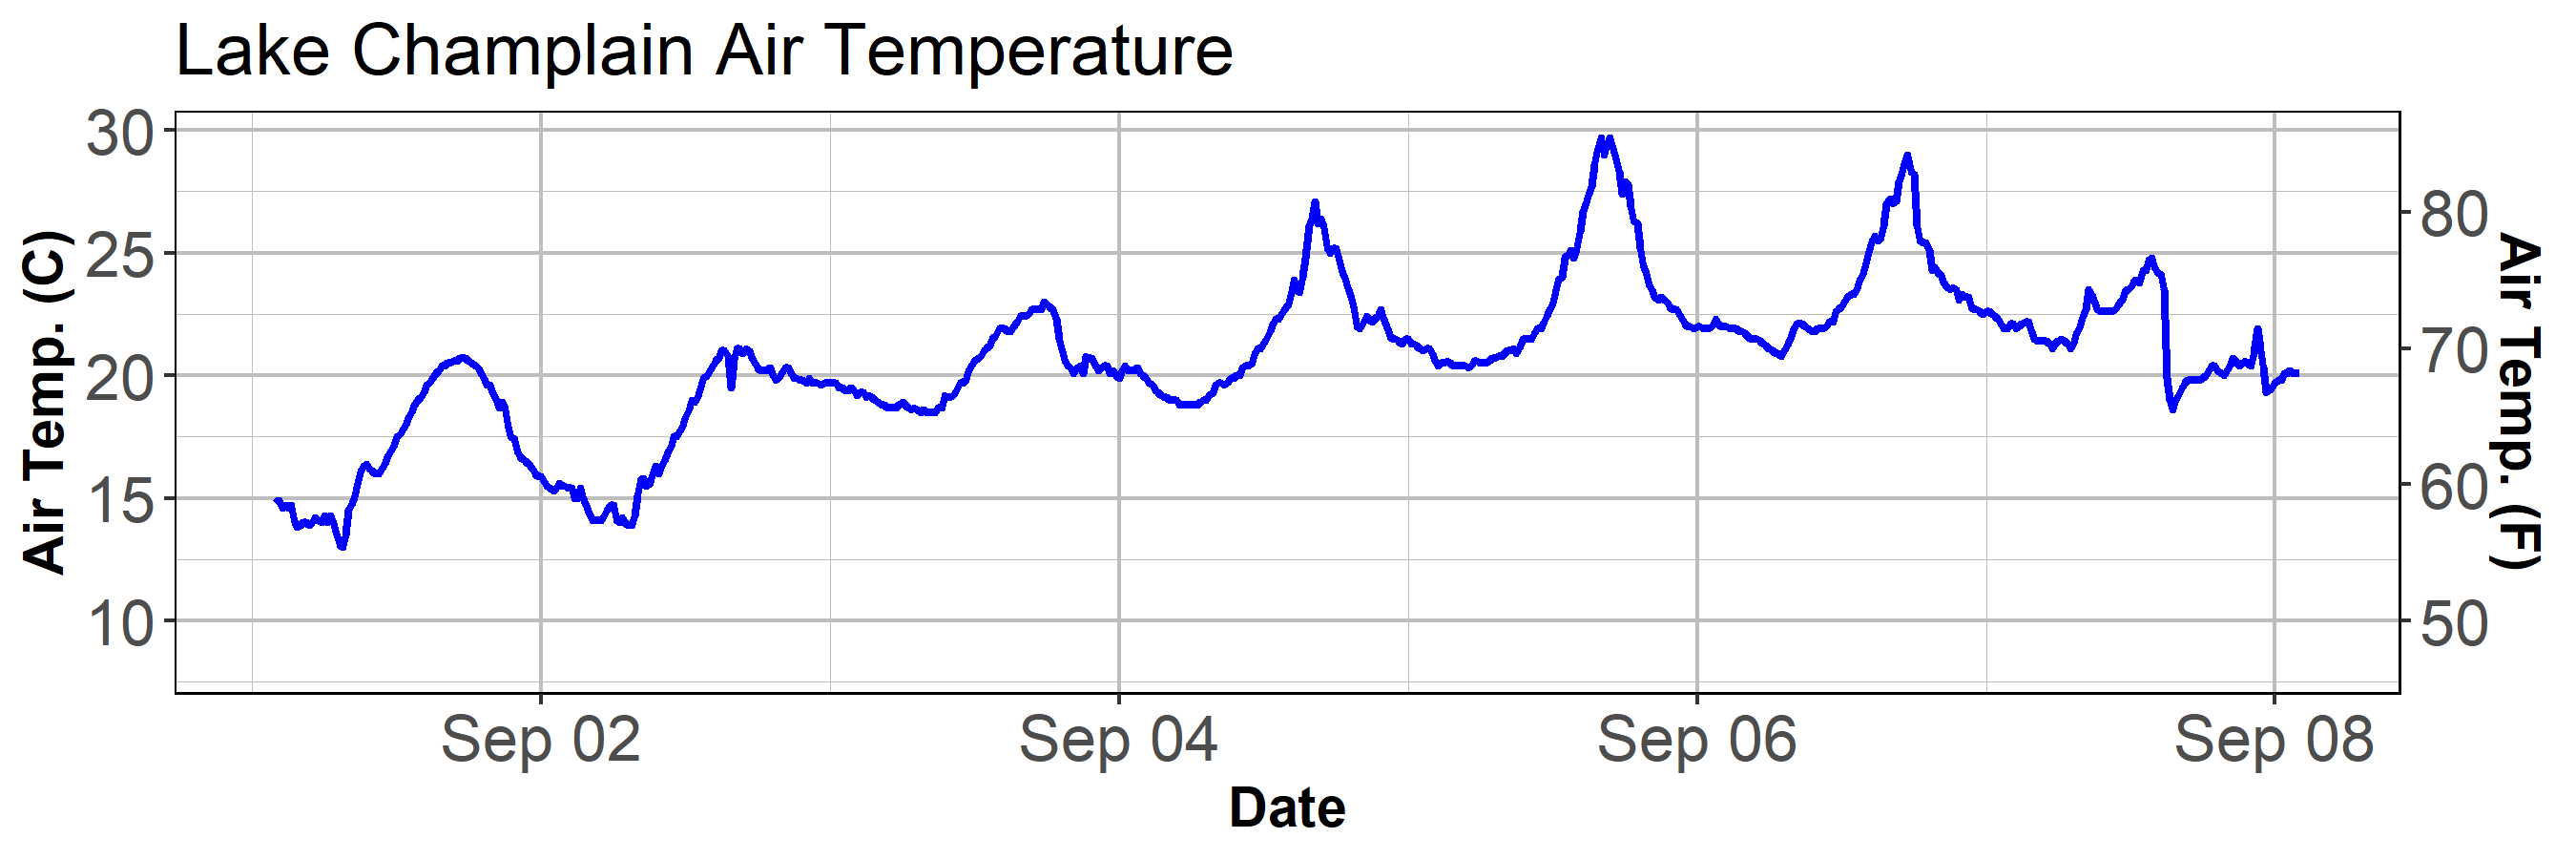 Lake Champlain Air Temperature
Air Temp. (C)
30
25
20
15
10
80
70
60
50
Air Temp. (F)
Sep 02 Sep 04 Sep 06 Sep 08
Date